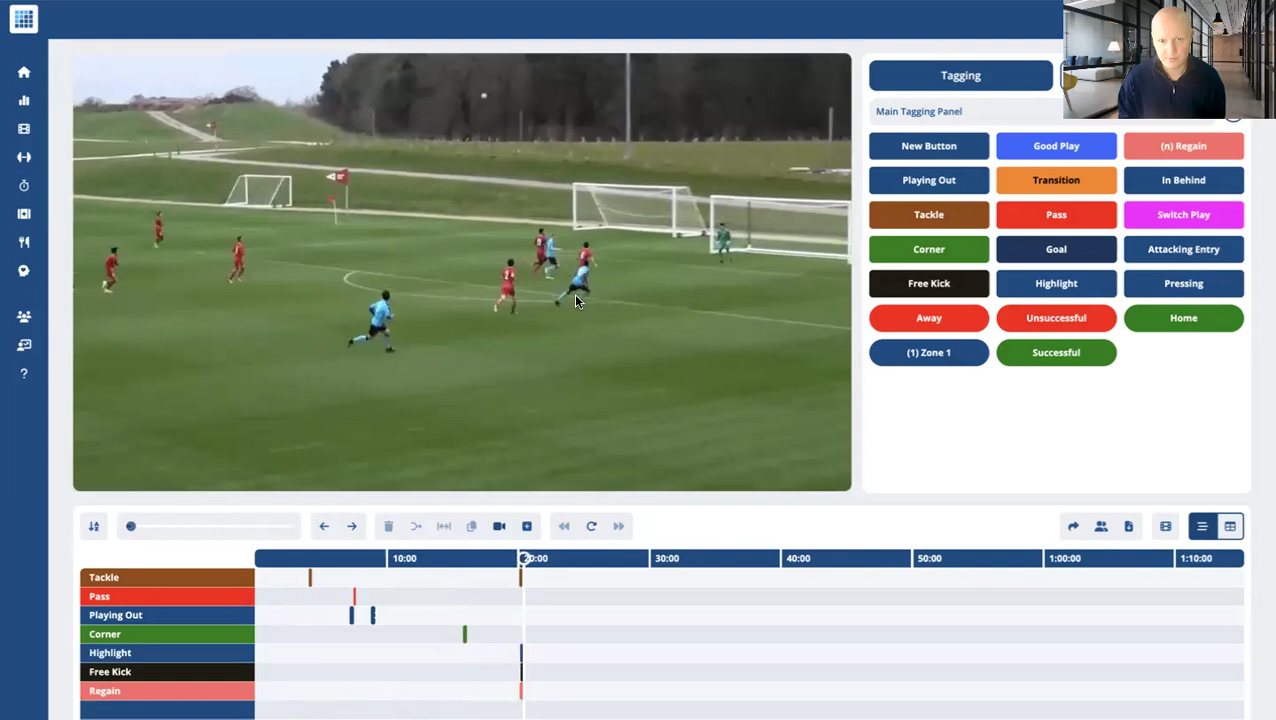 Tagging
Main Tagging Panel
New Button
Good Play
(n) Regain
Playing Out
Transition
In Behind
Tackle
Pass
Switch Play
Corner
Goal
Attacking Entry
Free Kick
Highlight
Pressing
Away
Unsuccessful
Home
(1) Zone 1
Successful
?
10:00
20:00
30:00
40:00
50:00
1:00:00
1:10:00
Tackle
Pass
Playing Out
Corner
Highlight
Free Kick
Regain